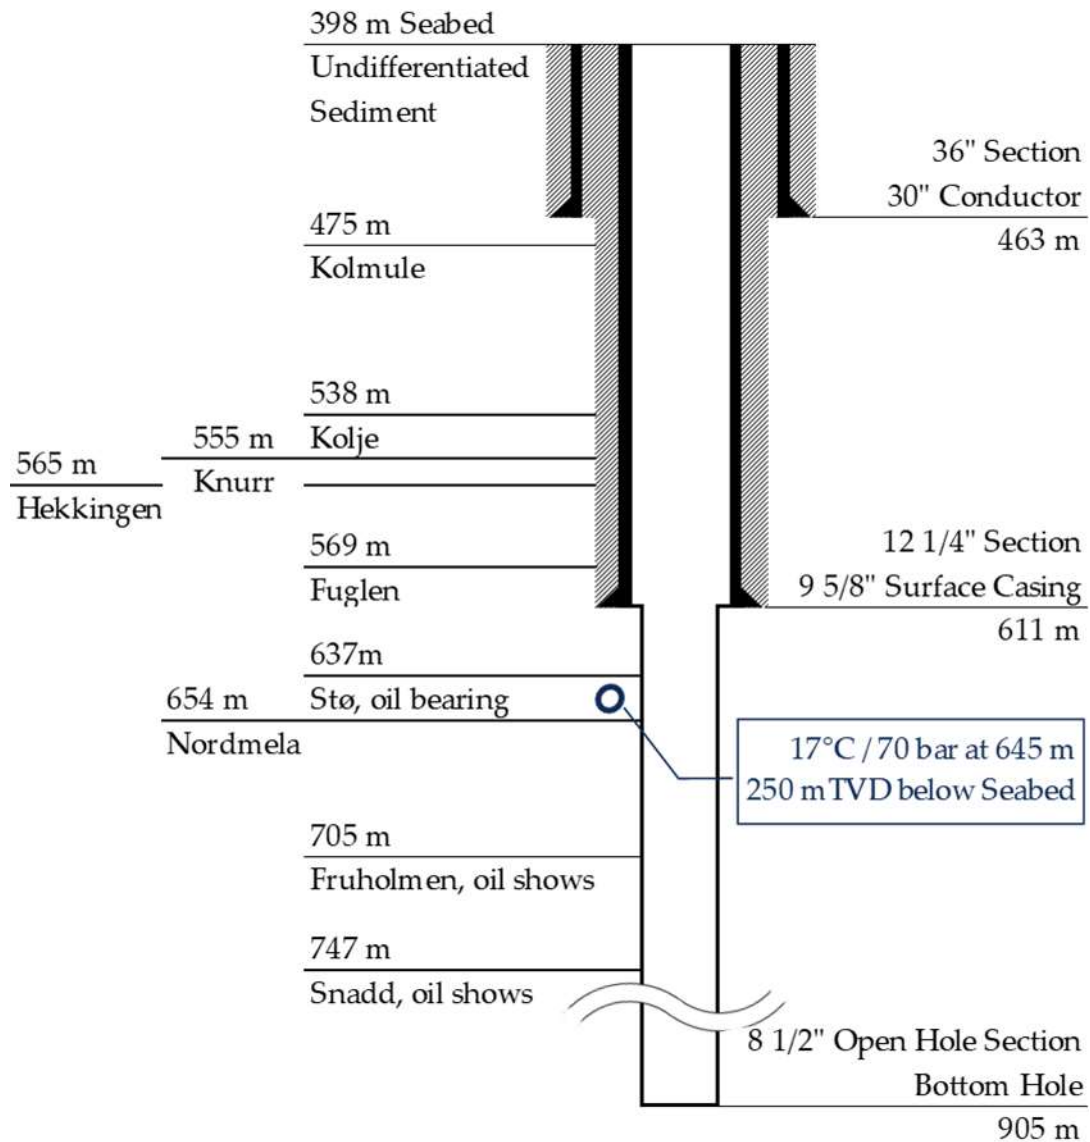 398 m Seabed
Undifferentiated
Sediment
36" Section
30" Conductor
463 m
475 m
Kolmule
538 m
Kolje
555 m
Knurr
565 m
Hekkingen
569 m
Fuglen
12 1/4" Section
9 5/8" Surface Casing
611 m
637m
Stø, oil bearing
654 m
Nordmela
17°C / 70 bar at 645 m
250 m TVD below Seabed
705 m
Fruholmen, oil shows
747 m
Snadd, oil shows
8 1/2" Open Hole Section
Bottom Hole
905 m